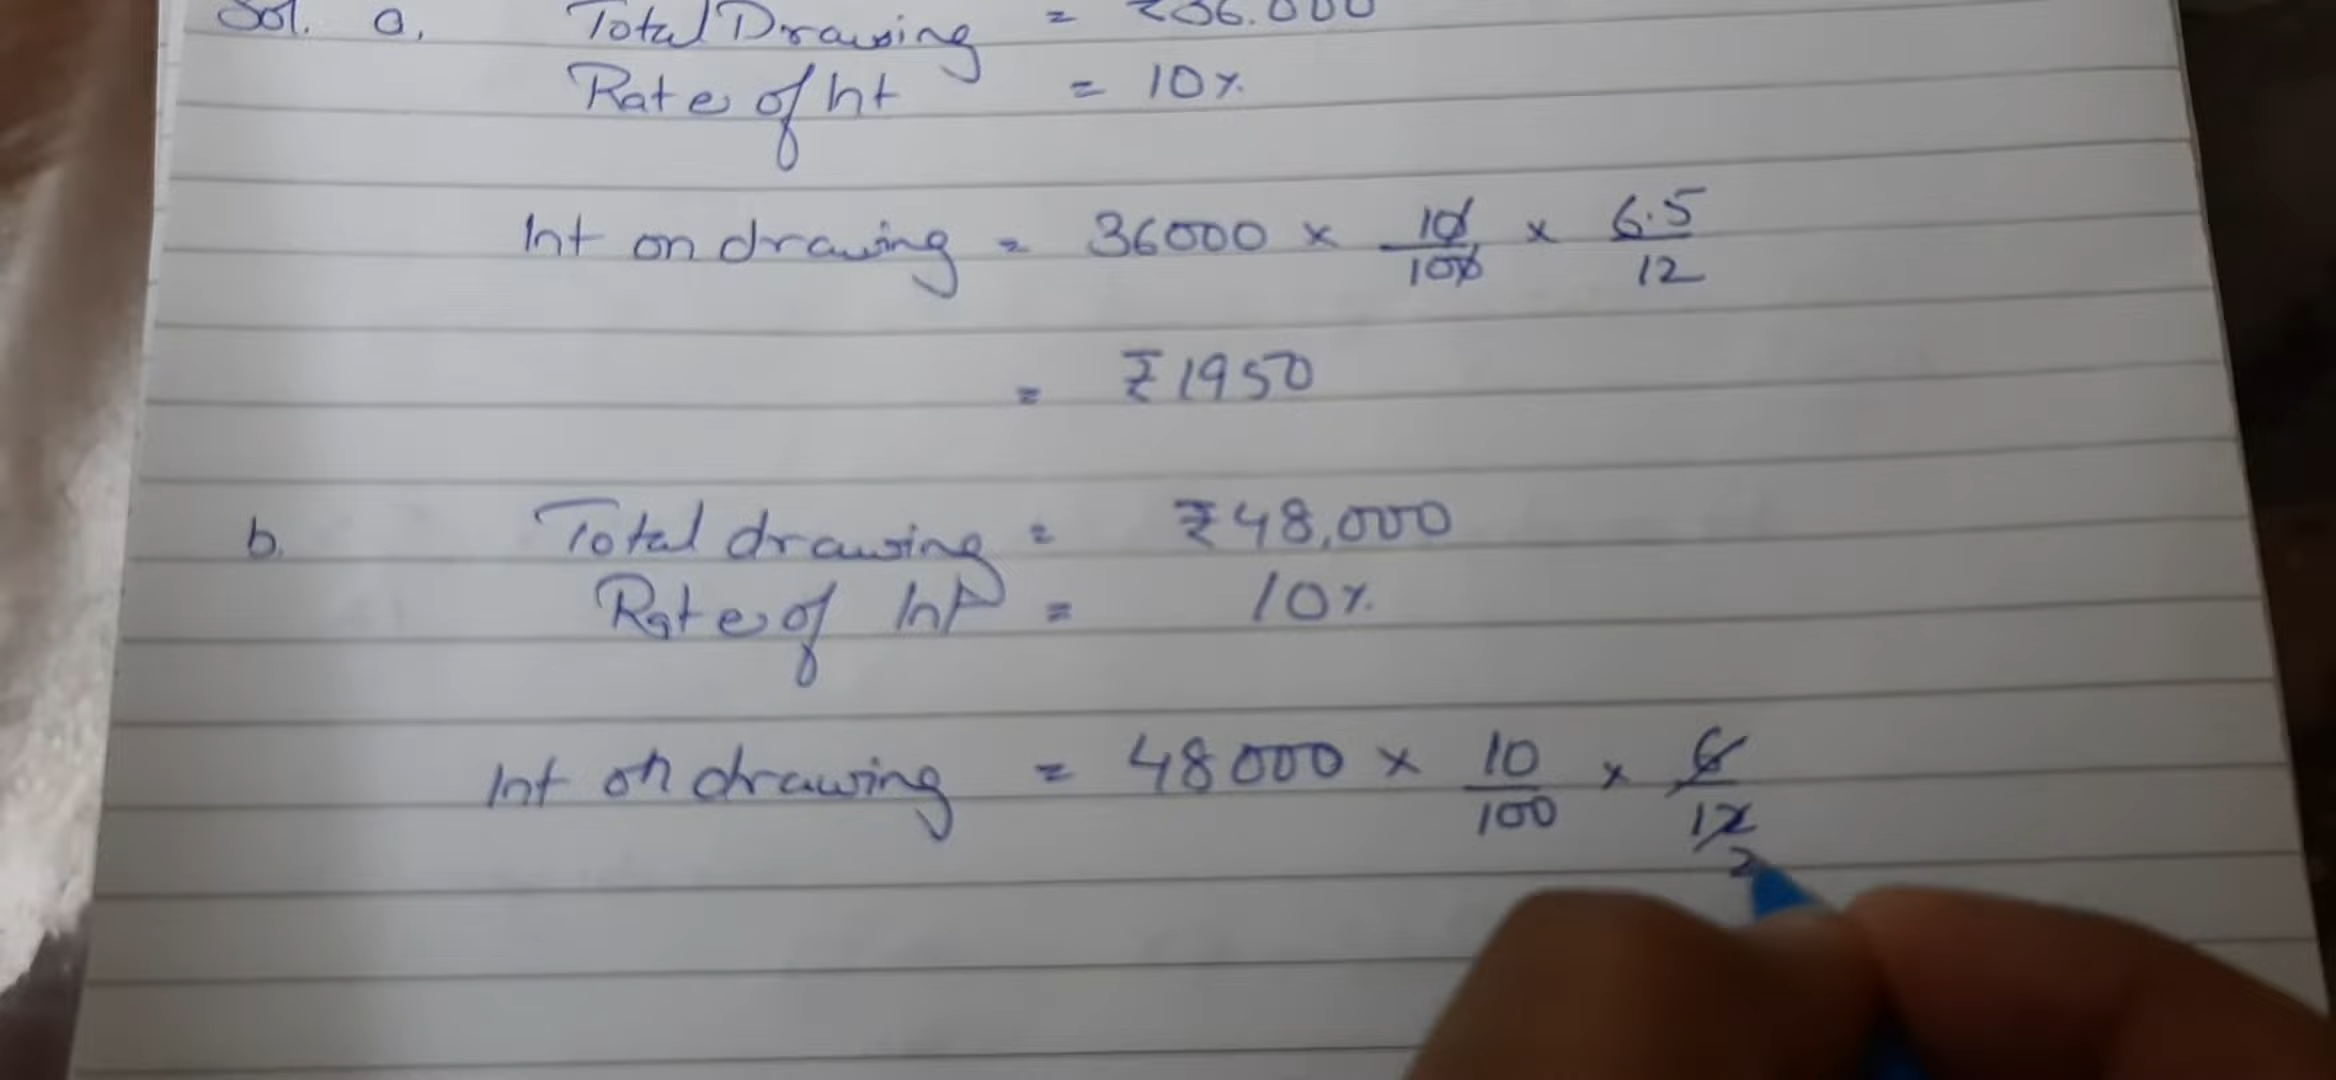 Sol. a. Total Drawing = ₹36.000
Rate of Int = 10%
Int on drawing = 36000 × 10/100 × 6.5/12
= ₹1950
b. Total drawing = ₹48,000
Rate of Int = 10%
Int on drawing = 48000 × 10/100 × 6/12
2